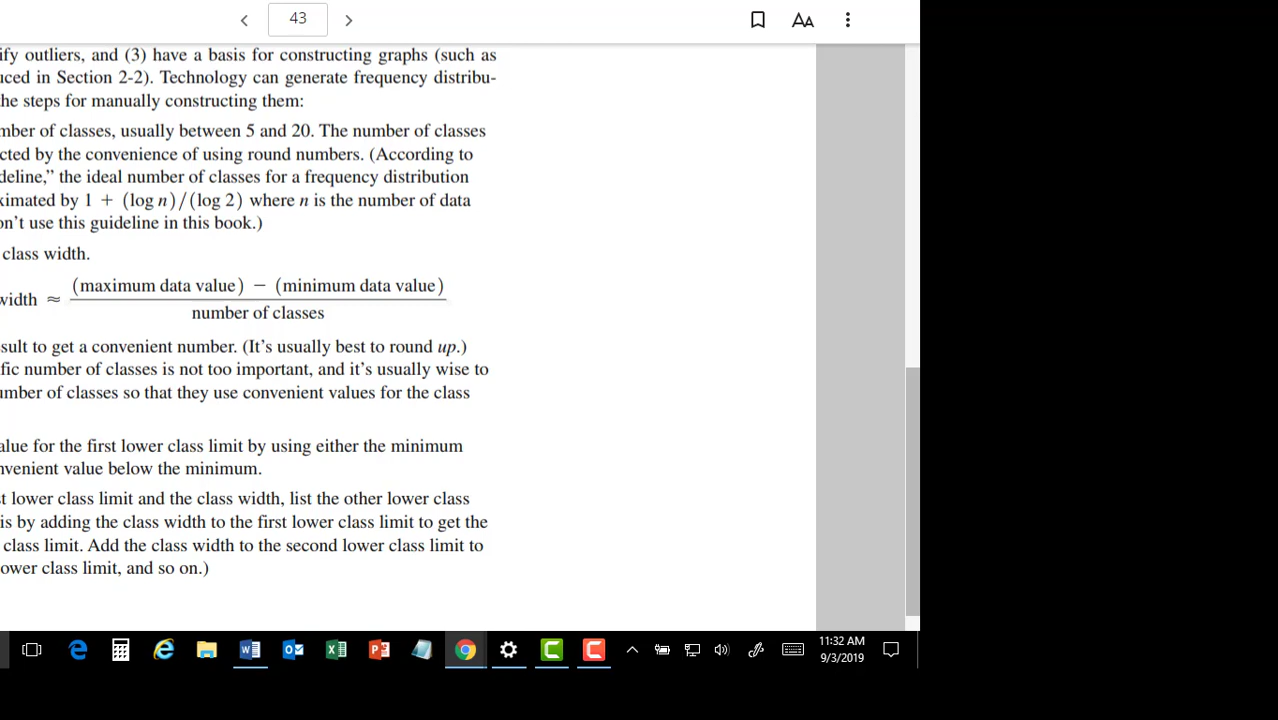 43
AA
ify outliers, and (3) have a basis for constructing graphs (such as
uced in Section 2-2). Technology can generate frequency distribu-
the steps for manually constructing them:
mber of classes, usually between 5 and 20. The number of classes
cted by the convenience of using round numbers. (According to
deline,” the ideal number of classes for a frequency distribution
ximated by 1 + (log n)/(log 2) where n is the number of data
on’t use this guideline in this book.)
class width.
(maximum data value) − (minimum data value)
width ≈
number of classes
sult to get a convenient number. (It’s usually best to round up.)
fic number of classes is not too important, and it’s usually wise to
umber of classes so that they use convenient values for the class
alue for the first lower class limit by using either the minimum
nvenient value below the minimum.
st lower class limit and the class width, list the other lower class
is by adding the class width to the first lower class limit to get the
class limit. Add the class width to the second lower class limit to
ower class limit, and so on.)
11:32 AM
9/3/2019